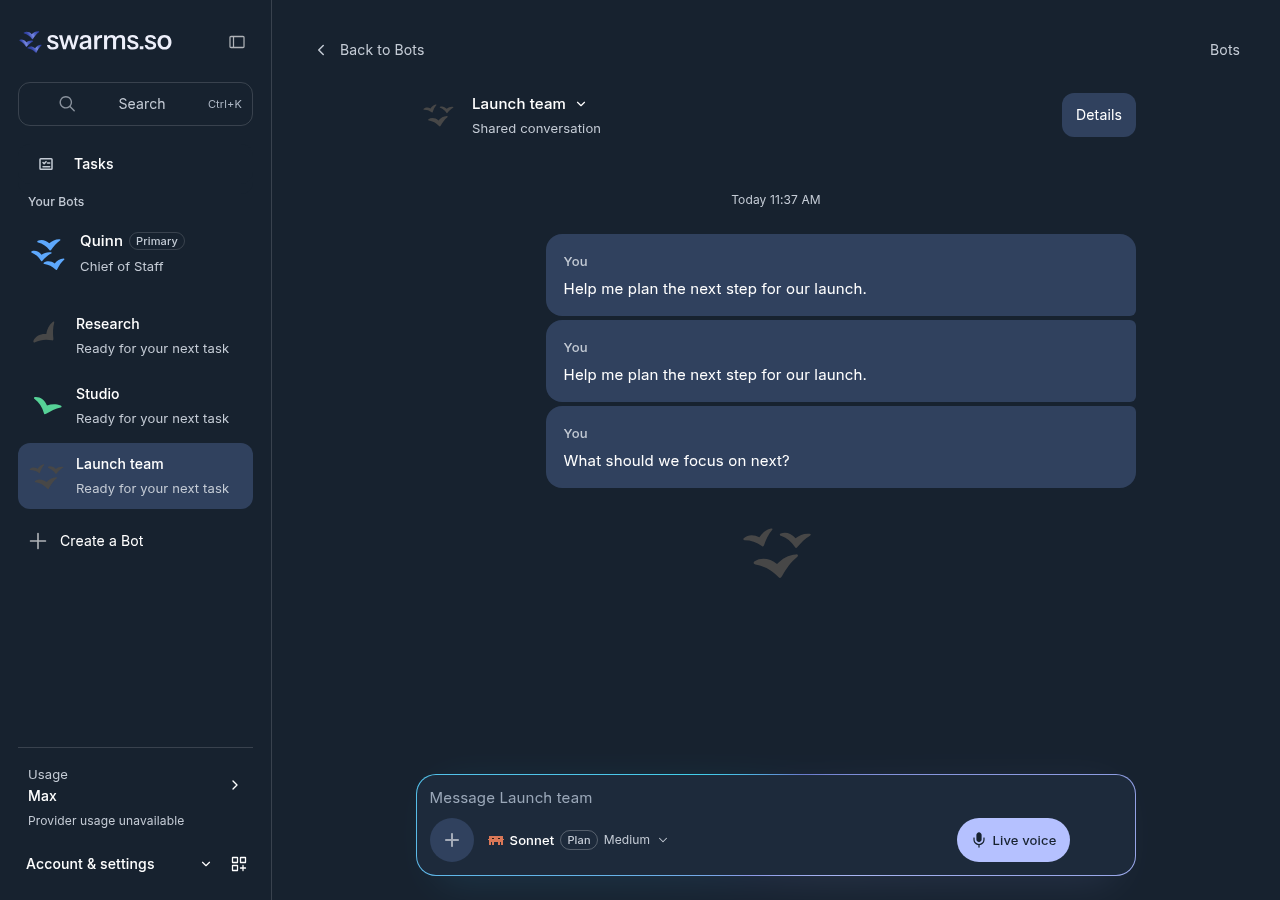 swarms.so
Search Ctrl+K
Tasks
Your Bots
Quinn Primary
Chief of Staff
Research
Ready for your next task
Studio
Ready for your next task
Launch team
Ready for your next task
Create a Bot
Usage
Max
Provider usage unavailable
Account & settings
Back to Bots
Bots
Launch team
Shared conversation
Details
Today 11:37 AM
You
Help me plan the next step for our launch.
You
Help me plan the next step for our launch.
You
What should we focus on next?
Message Launch team
Sonnet Plan Medium
Live voice